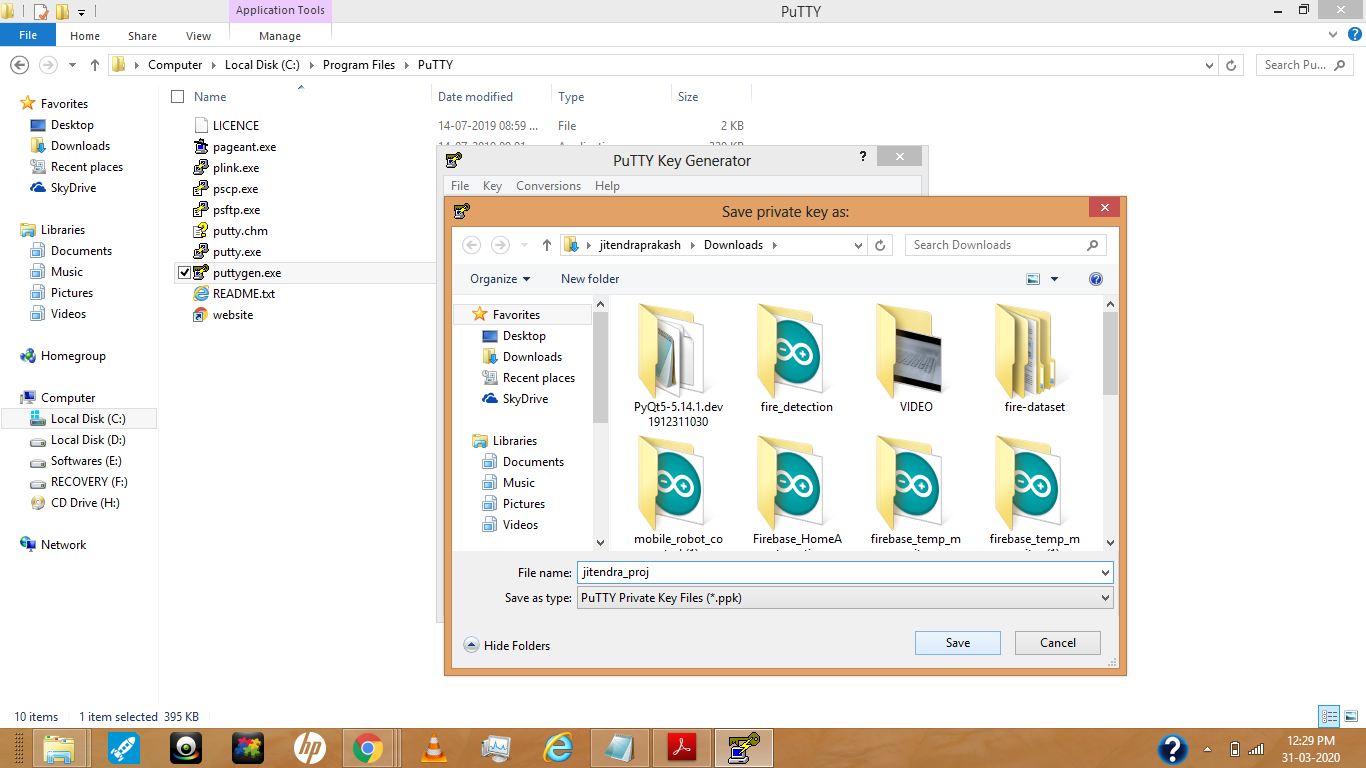 PuTTY
Application Tools
File
Home
Share
View
Manage
Computer
Local Disk (C:)
Program Files
PuTTY
Search Pu...
Favorites
Desktop
Downloads
Recent places
SkyDrive
Libraries
Documents
Music
Pictures
Videos
Homegroup
Computer
Local Disk (C:)
Local Disk (D:)
Softwares (E:)
RECOVERY (F:)
CD Drive (H:)
Network
Name
Date modified
Type
Size
LICENCE
14-07-2019 08:59 ...
File
2 KB
pageant.exe
plink.exe
pscp.exe
psftp.exe
putty.chm
putty.exe
puttygen.exe
README.txt
website
PuTTY Key Generator
?
File
Key
Conversions
Help
Save private key as:
jitendraprakash
Downloads
Search Downloads
Organize
New folder
Favorites
Desktop
Downloads
Recent places
SkyDrive
Libraries
Documents
Music
Pictures
Videos
PyQt5-5.14.1.dev
1912311030
fire_detection
VIDEO
fire-dataset
mobile_robot_co
Firebase_HomeA
firebase_temp_m
firebase_temp_m
File name:
jitendra_proj
Save as type:
PuTTY Private Key Files (*.ppk)
Hide Folders
Save
Cancel
10 items
1 item selected 395 KB
hp
12:29 PM
31-03-2020